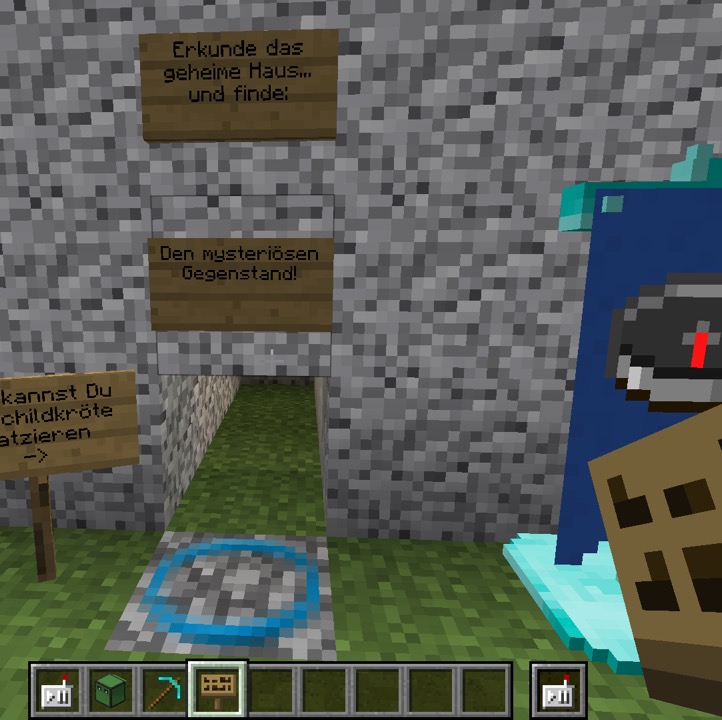 Erkunde das
geheime Haus...
und finde:
Den mysteriösen
Gegenstand!
kannst Du
childkröte
atzieren
->